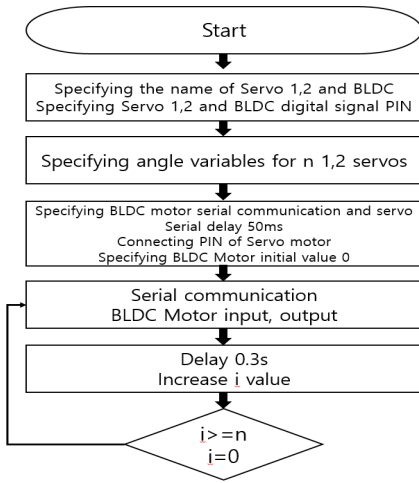 Start
Specifying the name of Servo 1,2 and BLDC
Specifying Servo 1,2 and BLDC digital signal PIN
Specifying angle variables for n 1,2 servos
Specifying BLDC motor serial communication and servo
Serial delay 50ms
Connecting PIN of Servo motor
Specifying BLDC Motor initial value 0
Serial communication
BLDC Motor input, output
Delay 0.3s
Increase i value
i>=n
i=0